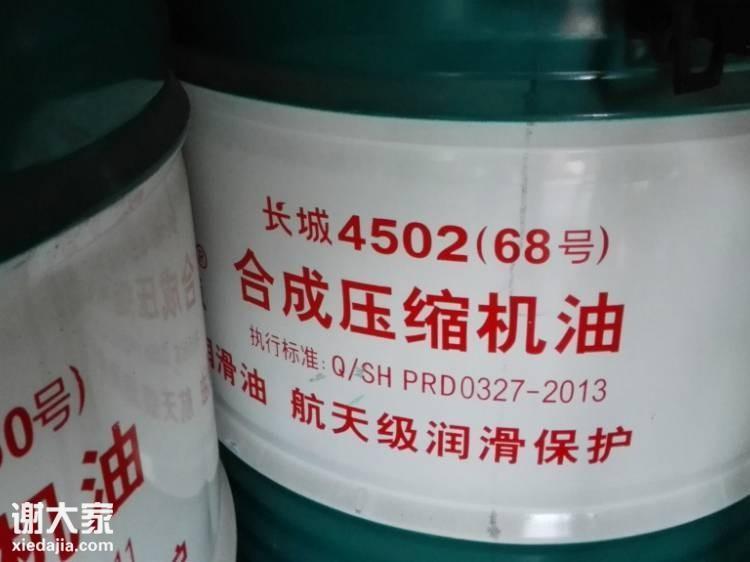 长城4502(68号)
合成压缩机油
执行标准: Q/SH PRD0327-2013
润滑油 航天级润滑保护
®
0号)
机油
11
谢大家
xiedajia.com